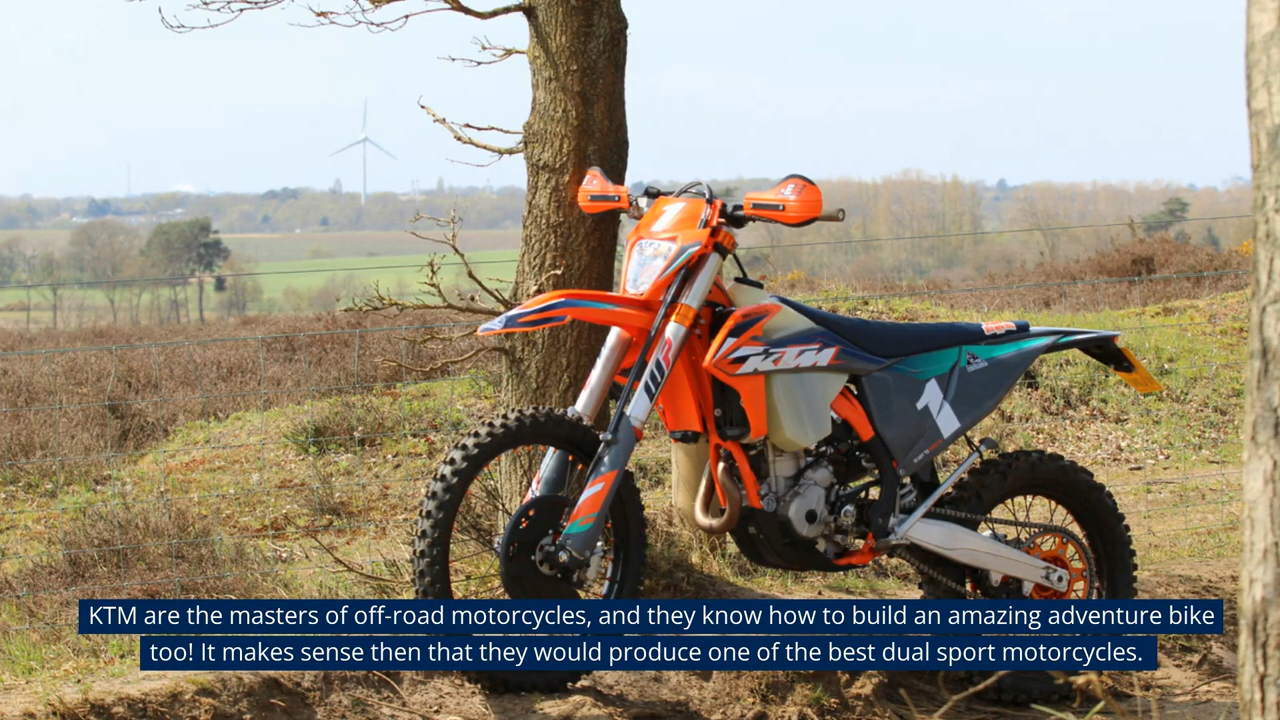 1
WP
KTM
1
KTM are the masters of off-road motorcycles, and they know how to build an amazing adventure bike
too! It makes sense then that they would produce one of the best dual sport motorcycles.